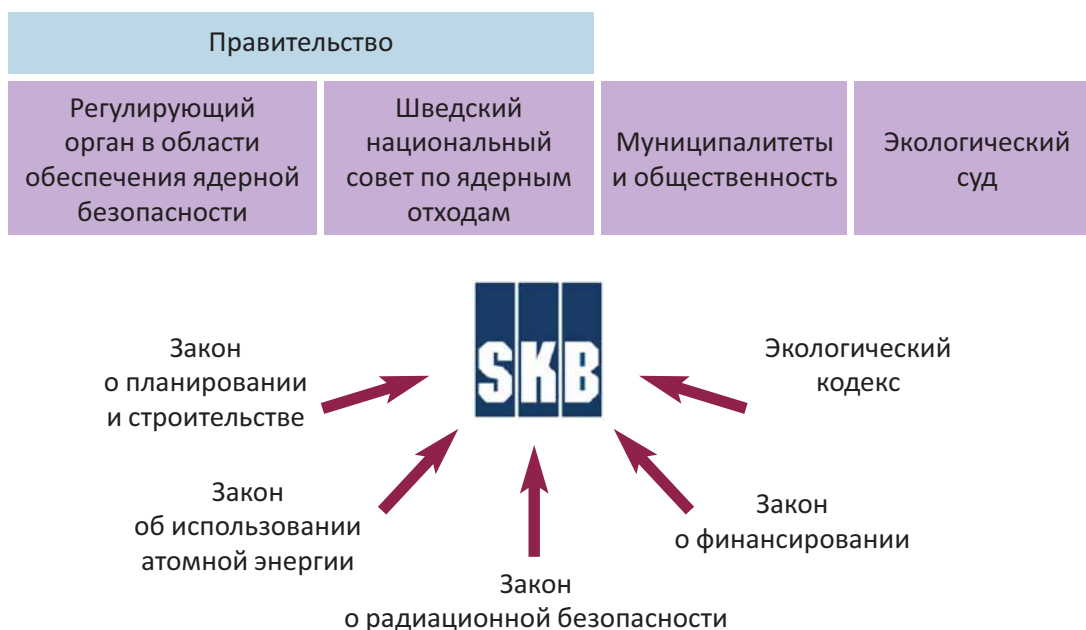 Правительство
Регулирующий
орган в области
обеспечения ядерной
безопасности
Шведский
национальный
совет по ядерным
отходам
Муниципалитеты
и общественность
Экологический
суд
SKB
Закон
о планировании
и строительстве
Экологический
кодекс
Закон
об использовании
атомной энергии
Закон
о финансировании
Закон
о радиационной безопасности